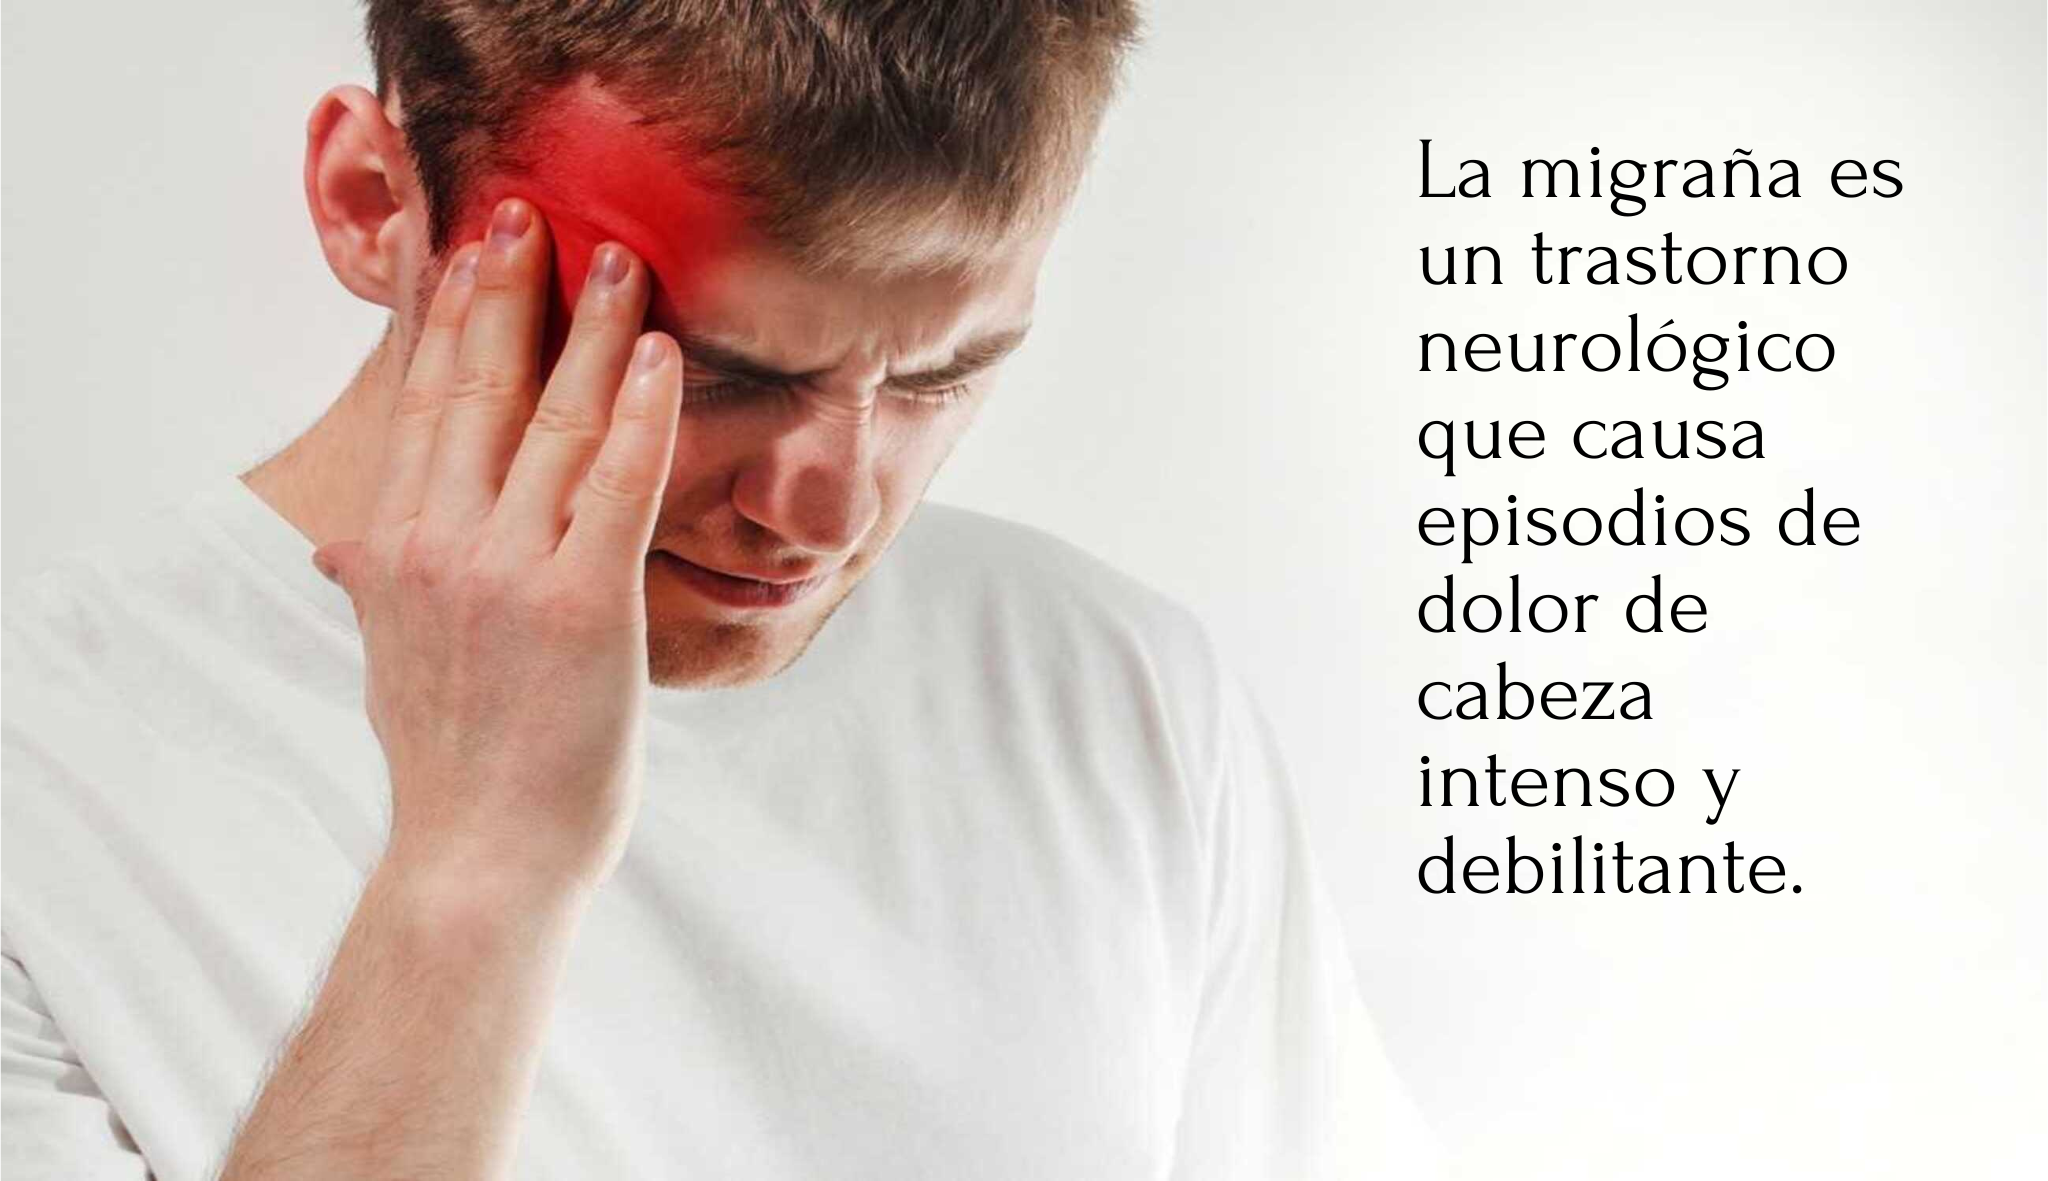 La migraña es
un trastorno
neurológico
que causa
episodios de
dolor de
cabeza
intenso y
debilitante.